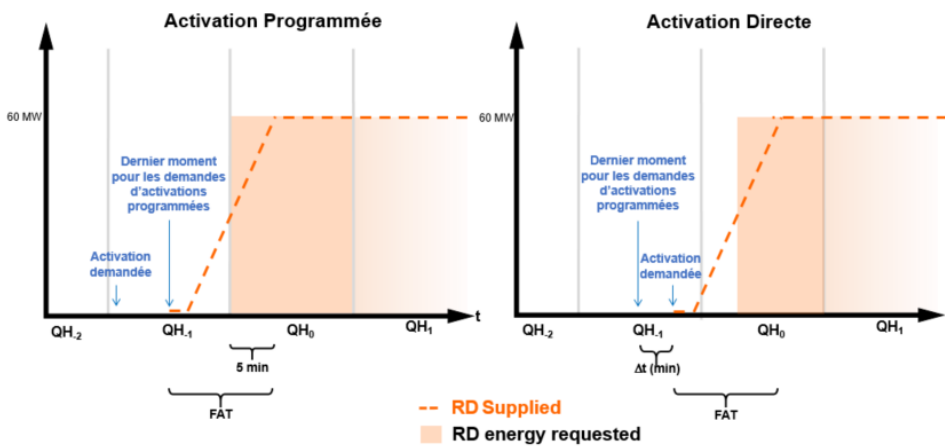 Activation Programmée
60 MW
Dernier moment
pour les demandes
d'activations
programmées
Activation
demandée
t
QH-2
QH-1
QH0
QH1
5 min
FAT
Activation Directe
60 MW
Dernier moment
pour les demandes
d'activations
programmées
Activation
demandée
QH-2
QH-1
QH0
QH1
Δt (min)
FAT
RD Supplied
RD energy requested